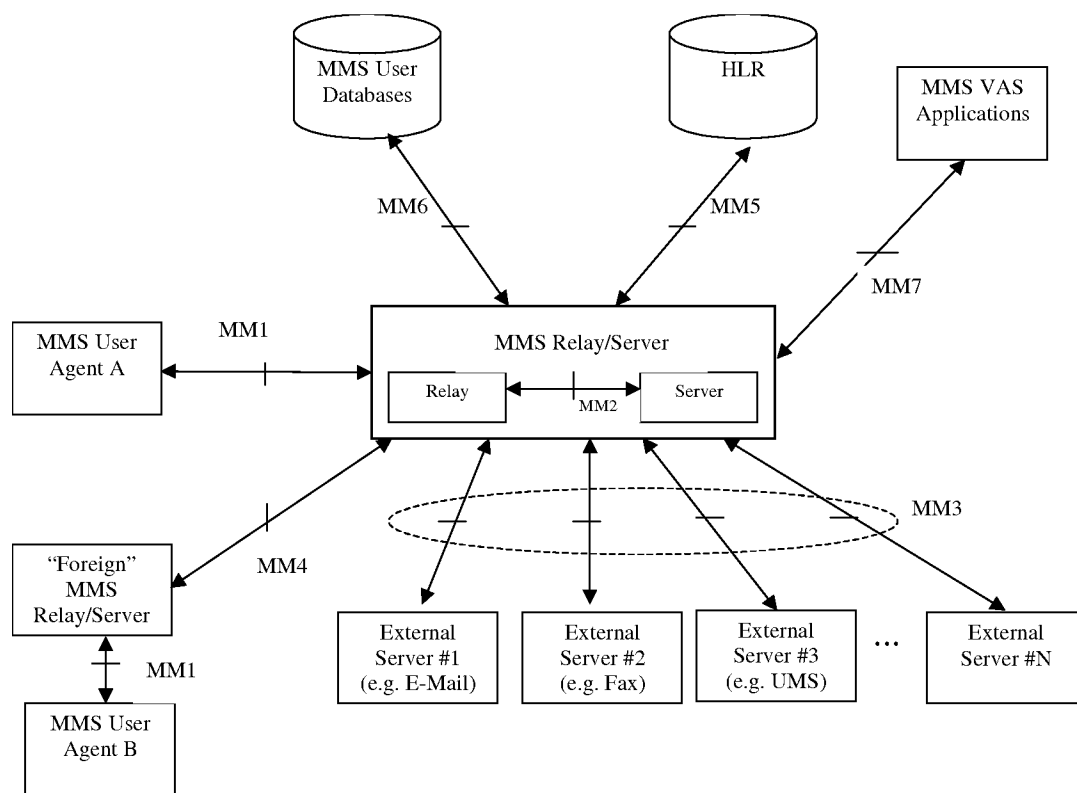 MMS User
Databases
HLR
MMS VAS
Applications
MM6
MM5
MM7
MM1
MMS User
Agent A
MMS Relay/Server
Relay
MM2
Server
MM3
MM4
“Foreign”
MMS
Relay/Server
MM1
MMS User
Agent B
External
Server #1
(e.g. E-Mail)
External
Server #2
(e.g. Fax)
External
Server #3
(e.g. UMS)
...
External
Server #N